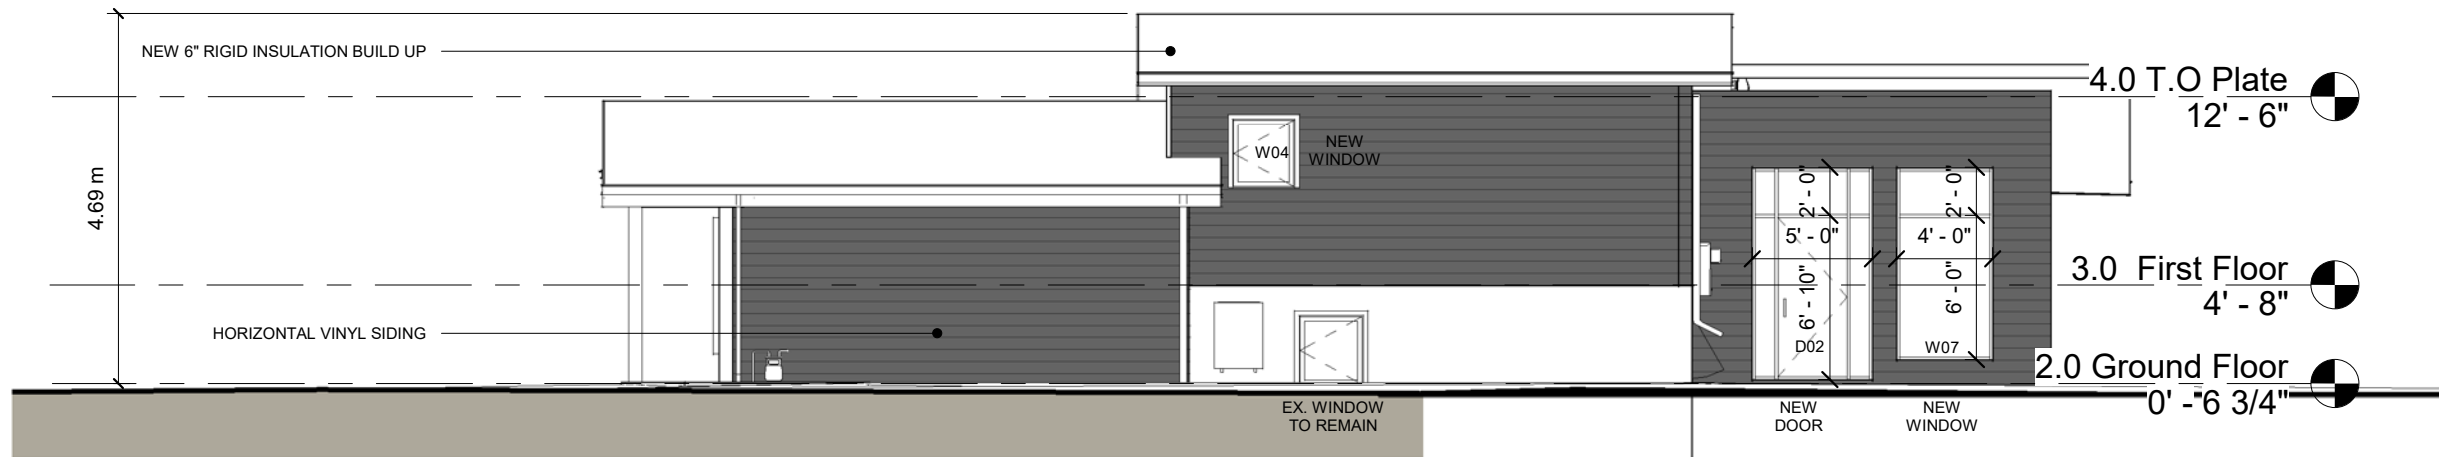 NEW 6" RIGID INSULATION BUILD UP
4.0 T.O Plate
12' - 6"
W04
NEW
WINDOW
4.69 m
2' - 0"
2' - 0"
5' - 0"
4' - 0"
3.0 First Floor
4' - 8"
6' - 10"
6' - 0"
HORIZONTAL VINYL SIDING
D02
W07
2.0 Ground Floor
0' - 6 3/4"
EX. WINDOW
TO REMAIN
NEW
DOOR
NEW
WINDOW